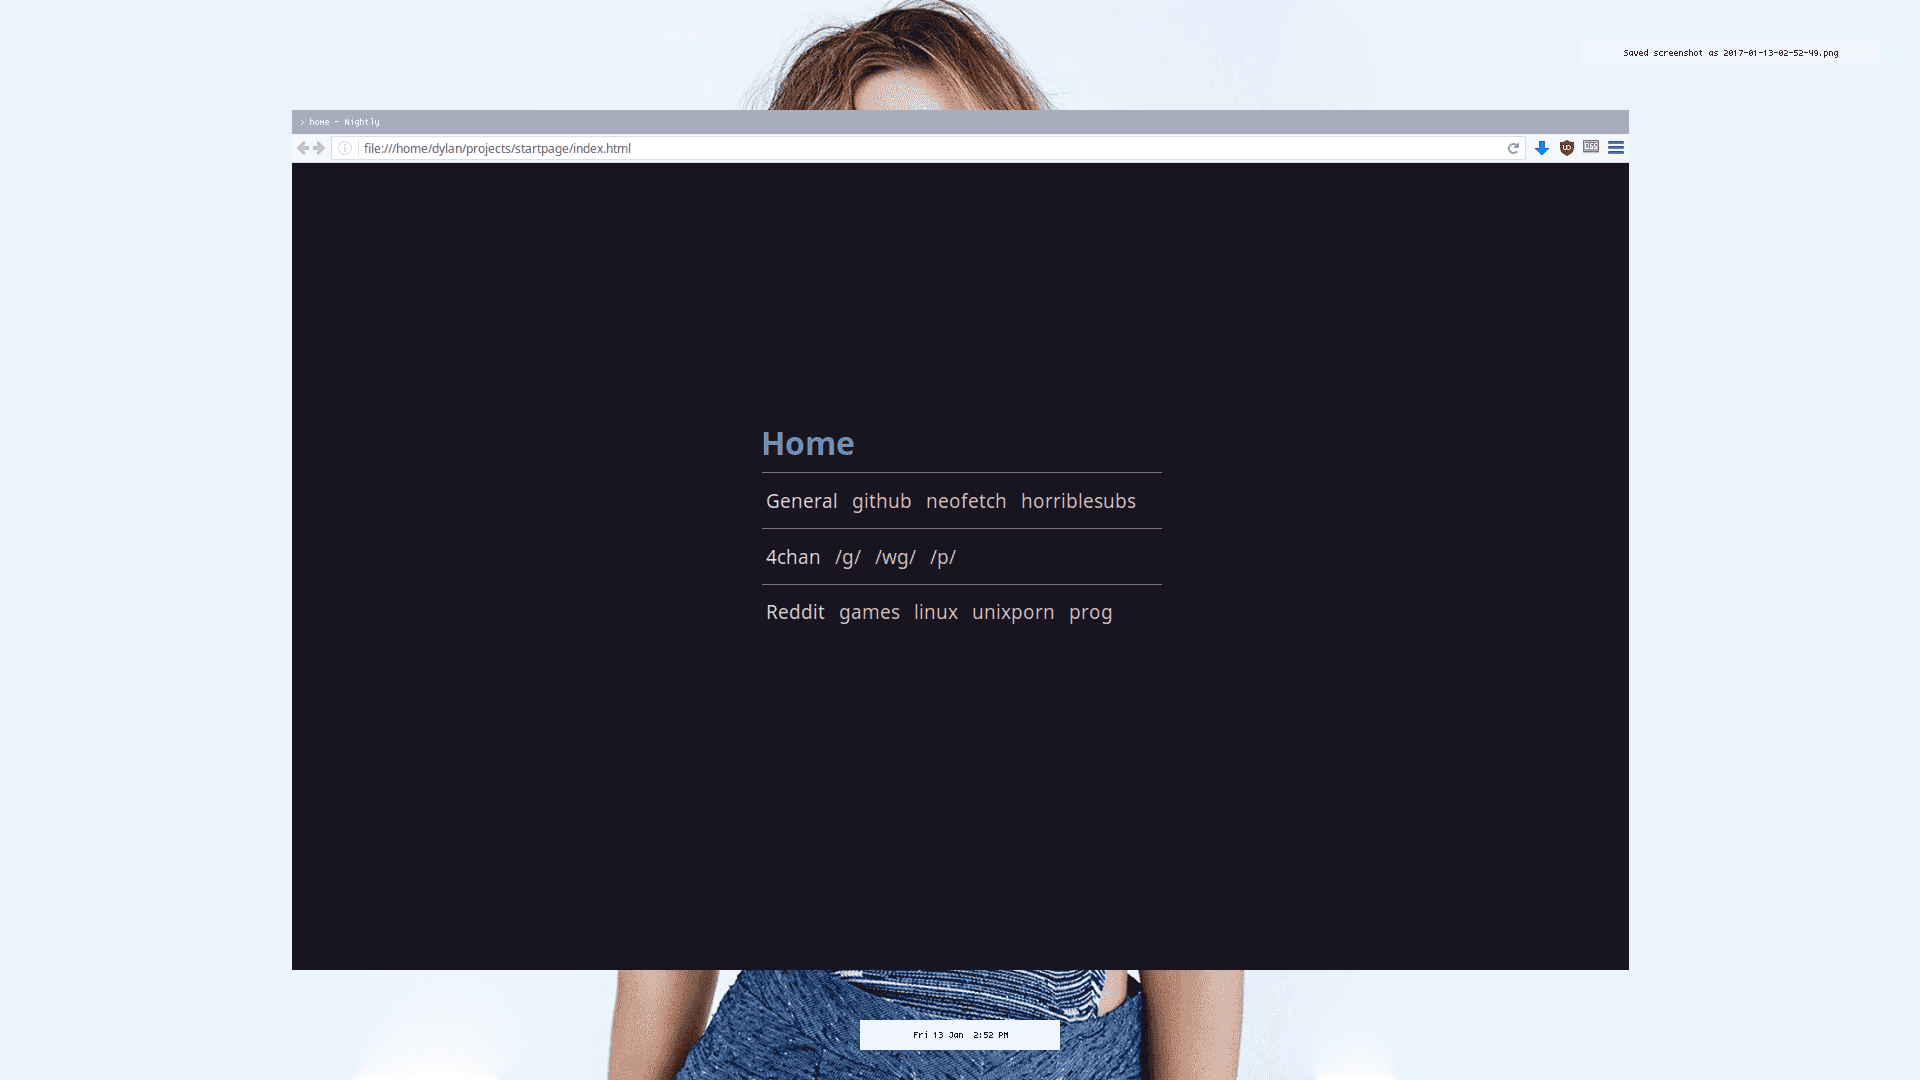 Saved screenshot as 2017-01-13-02-52-49.png
> home - Nightly
file:///home/dylan/projects/startpage/index.html
CSS
Home
General github neofetch horriblesubs
4chan /g/ /wg/ /p/
Reddit games linux unixporn prog
Fri 13 Jan 2:52 PM